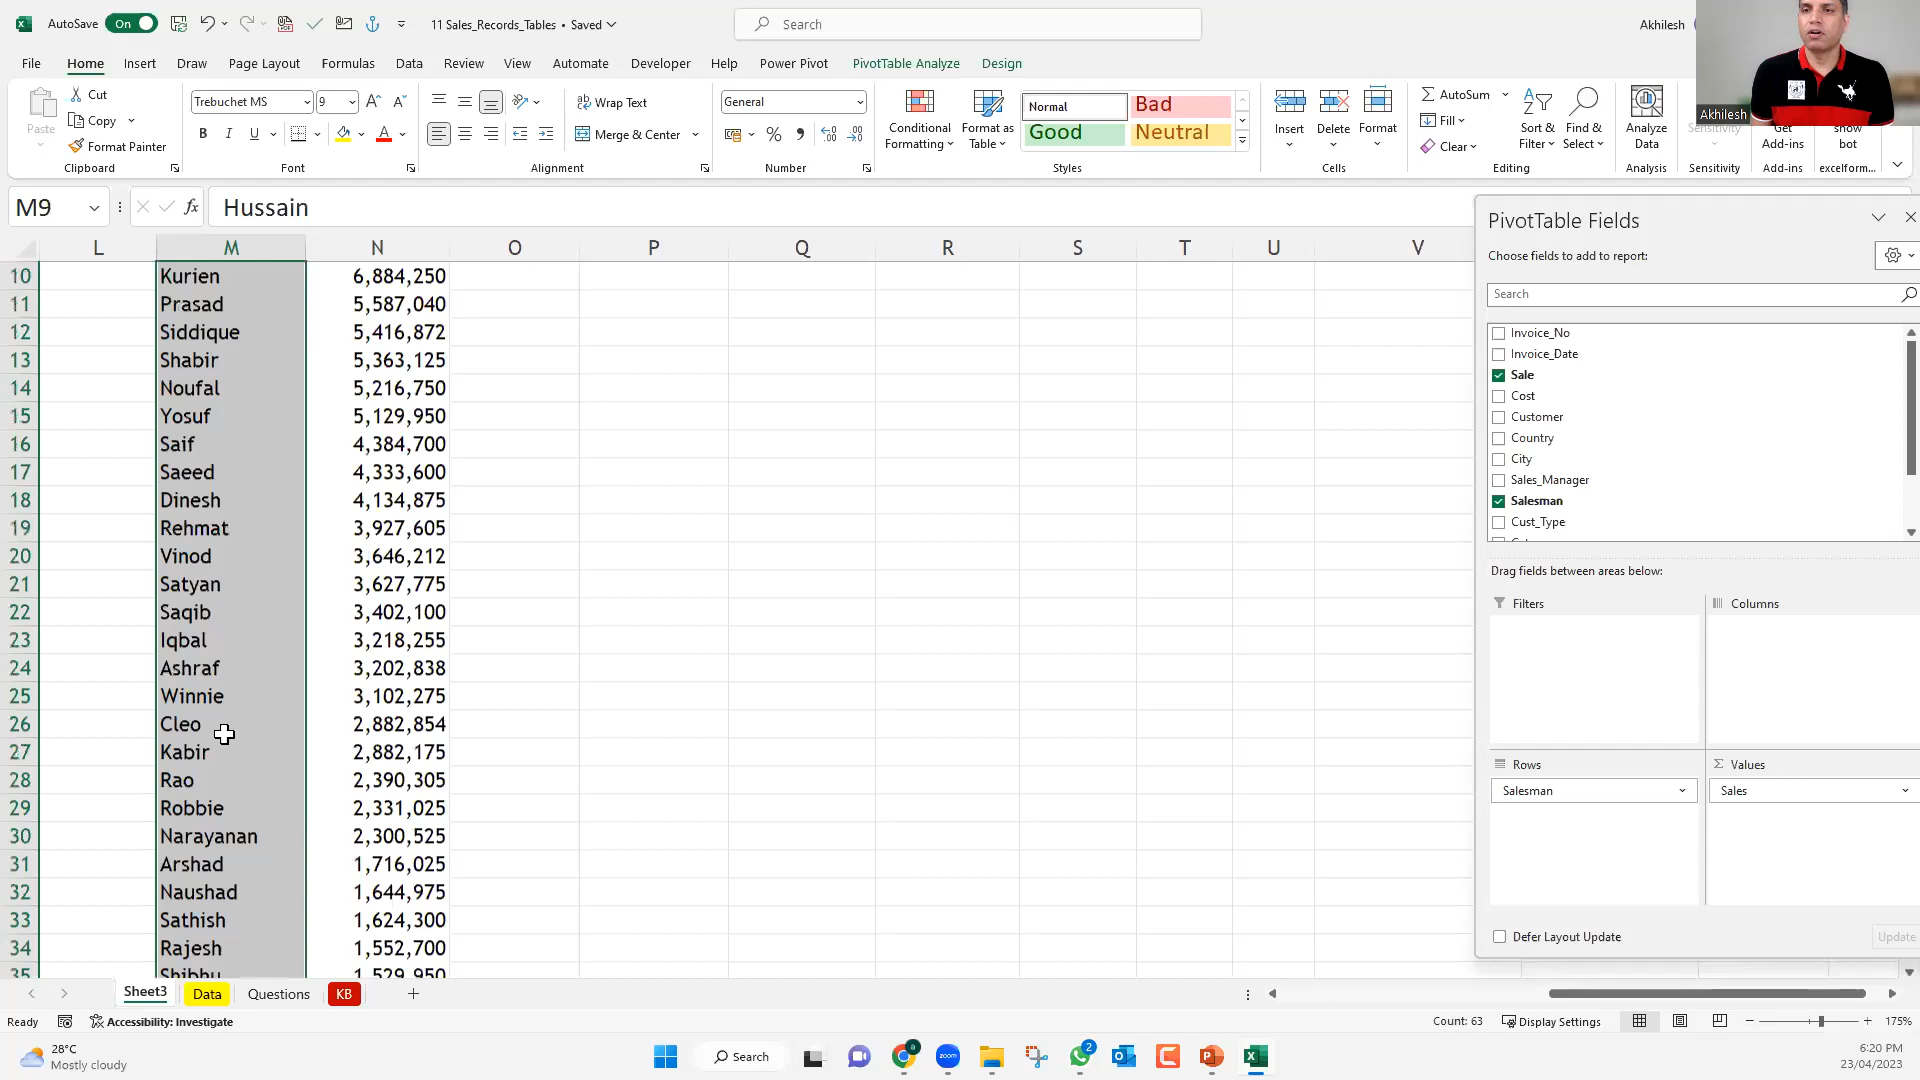 AutoSave On 11 Sales_Records_Tables • Saved Search Akhilesh
File Home Insert Draw Page Layout Formulas Data Review View Automate Developer Help Power Pivot PivotTable Analyze Design
Paste
Cut
Copy
Format Painter
Clipboard
Trebuchet MS 9
B I U
Font
Wrap Text
Merge & Center
Alignment
General
Number
Conditional Formatting
Format as Table
Normal Bad
Good Neutral
Styles
Insert Delete Format
Cells
AutoSum
Fill
Clear
Sort & Filter
Find & Select
Editing
Analyze Data
Analysis
Sensitivity
Sensitivity
Get Add-ins
Add-ins
show bot
excelform...
Akhilesh
M9 fx Hussain
L M N O P Q R S T U V
10 Kurien 6,884,250
11 Prasad 5,587,040
12 Siddique 5,416,872
13 Shabir 5,363,125
14 Noufal 5,216,750
15 Yosuf 5,129,950
16 Saif 4,384,700
17 Saeed 4,333,600
18 Dinesh 4,134,875
19 Rehmat 3,927,605
20 Vinod 3,646,212
21 Satyan 3,627,775
22 Saqib 3,402,100
23 Iqbal 3,218,255
24 Ashraf 3,202,838
25 Winnie 3,102,275
26 Cleo 2,882,854
27 Kabir 2,882,175
28 Rao 2,390,305
29 Robbie 2,331,025
30 Narayanan 2,300,525
31 Arshad 1,716,025
32 Naushad 1,644,975
33 Sathish 1,624,300
34 Rajesh 1,552,700
35 Shibhu 1,529,950
PivotTable Fields
Choose fields to add to report:
Search
Invoice_No
Invoice_Date
Sale
Cost
Customer
Country
City
Sales_Manager
Salesman
Cust_Type
Drag fields between areas below:
Filters Columns
Rows Values
Salesman Sales
Defer Layout Update Update
Sheet3 Data Questions KB
Ready Accessibility: Investigate Count: 63 Display Settings 175%
28°C
Mostly cloudy
Search
a
zoom
2
6:20 PM
23/04/2023